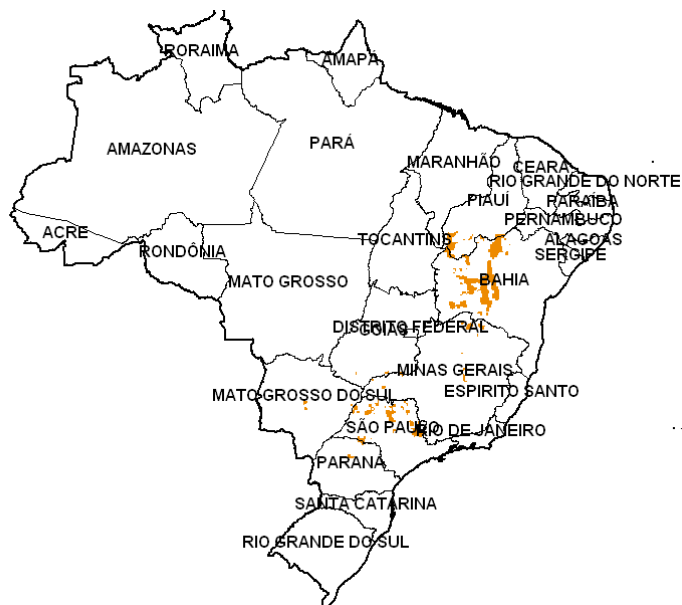 RORAIMA
AMAPÁ
AMAZONAS
PARÁ
MARANHÃO
CEARÁ
RIO GRANDE DO NORTE
PIAUÍ
PARAÍBA
PERNAMBUCO
ACRE
TOCANTINS
ALAGOAS
RONDÔNIA
SERGIPE
MATO GROSSO
BAHIA
DISTRITO FEDERAL
GOIÁS
MINAS GERAIS
MATO GROSSO DO SUL
ESPIRITO SANTO
SÃO PAULO
RIO DE JANEIRO
PARANÁ
SANTA CATARINA
RIO GRANDE DO SUL